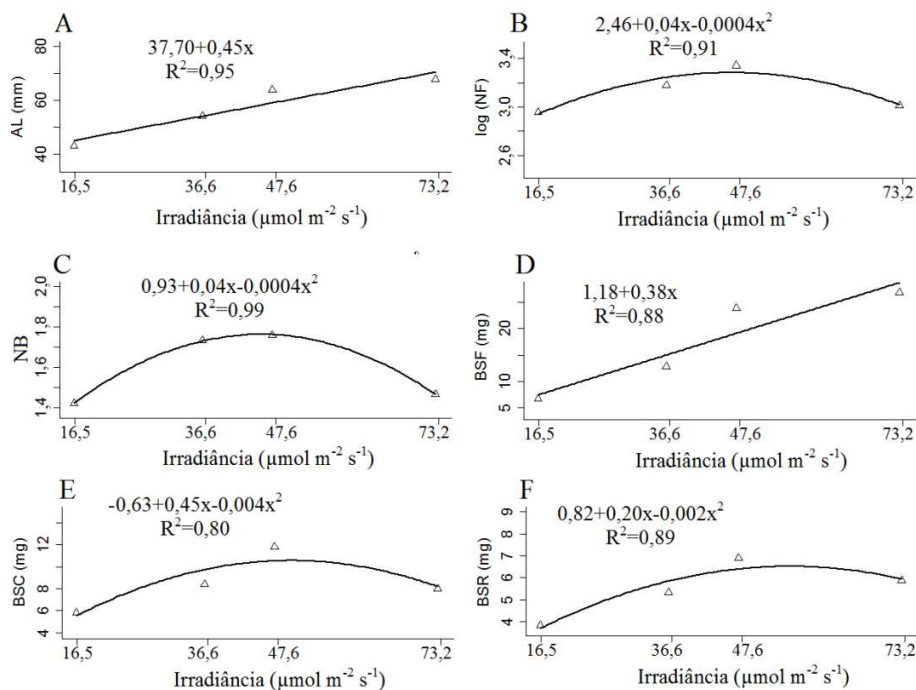 A
37,70+0,45x
R²=0,95
AL (mm)
80
60
40
16,5 36,6 47,6 73,2
Irradiância (µmol m⁻² s⁻¹)
B
2,46+0,04x-0,0004x²
R²=0,91
log (NF)
3,4
3,0
2,6
16,5 36,6 47,6 73,2
Irradiância (µmol m⁻² s⁻¹)
C
0,93+0,04x-0,0004x²
R²=0,99
NB
2,0
1,8
1,6
1,4
16,5 36,6 47,6 73,2
Irradiância (µmol m⁻² s⁻¹)
D
1,18+0,38x
R²=0,88
BSF (mg)
20
10
5
16,5 36,6 47,6 73,2
Irradiância (µmol m⁻² s⁻¹)
E
-0,63+0,45x-0,004x²
R²=0,80
BSC (mg)
12
8
6
4
16,5 36,6 47,6 73,2
Irradiância (µmol m⁻² s⁻¹)
F
0,82+0,20x-0,002x²
R²=0,89
BSR (mg)
9
8
7
6
5
4
16,5 36,6 47,6 73,2
Irradiância (µmol m⁻² s⁻¹)